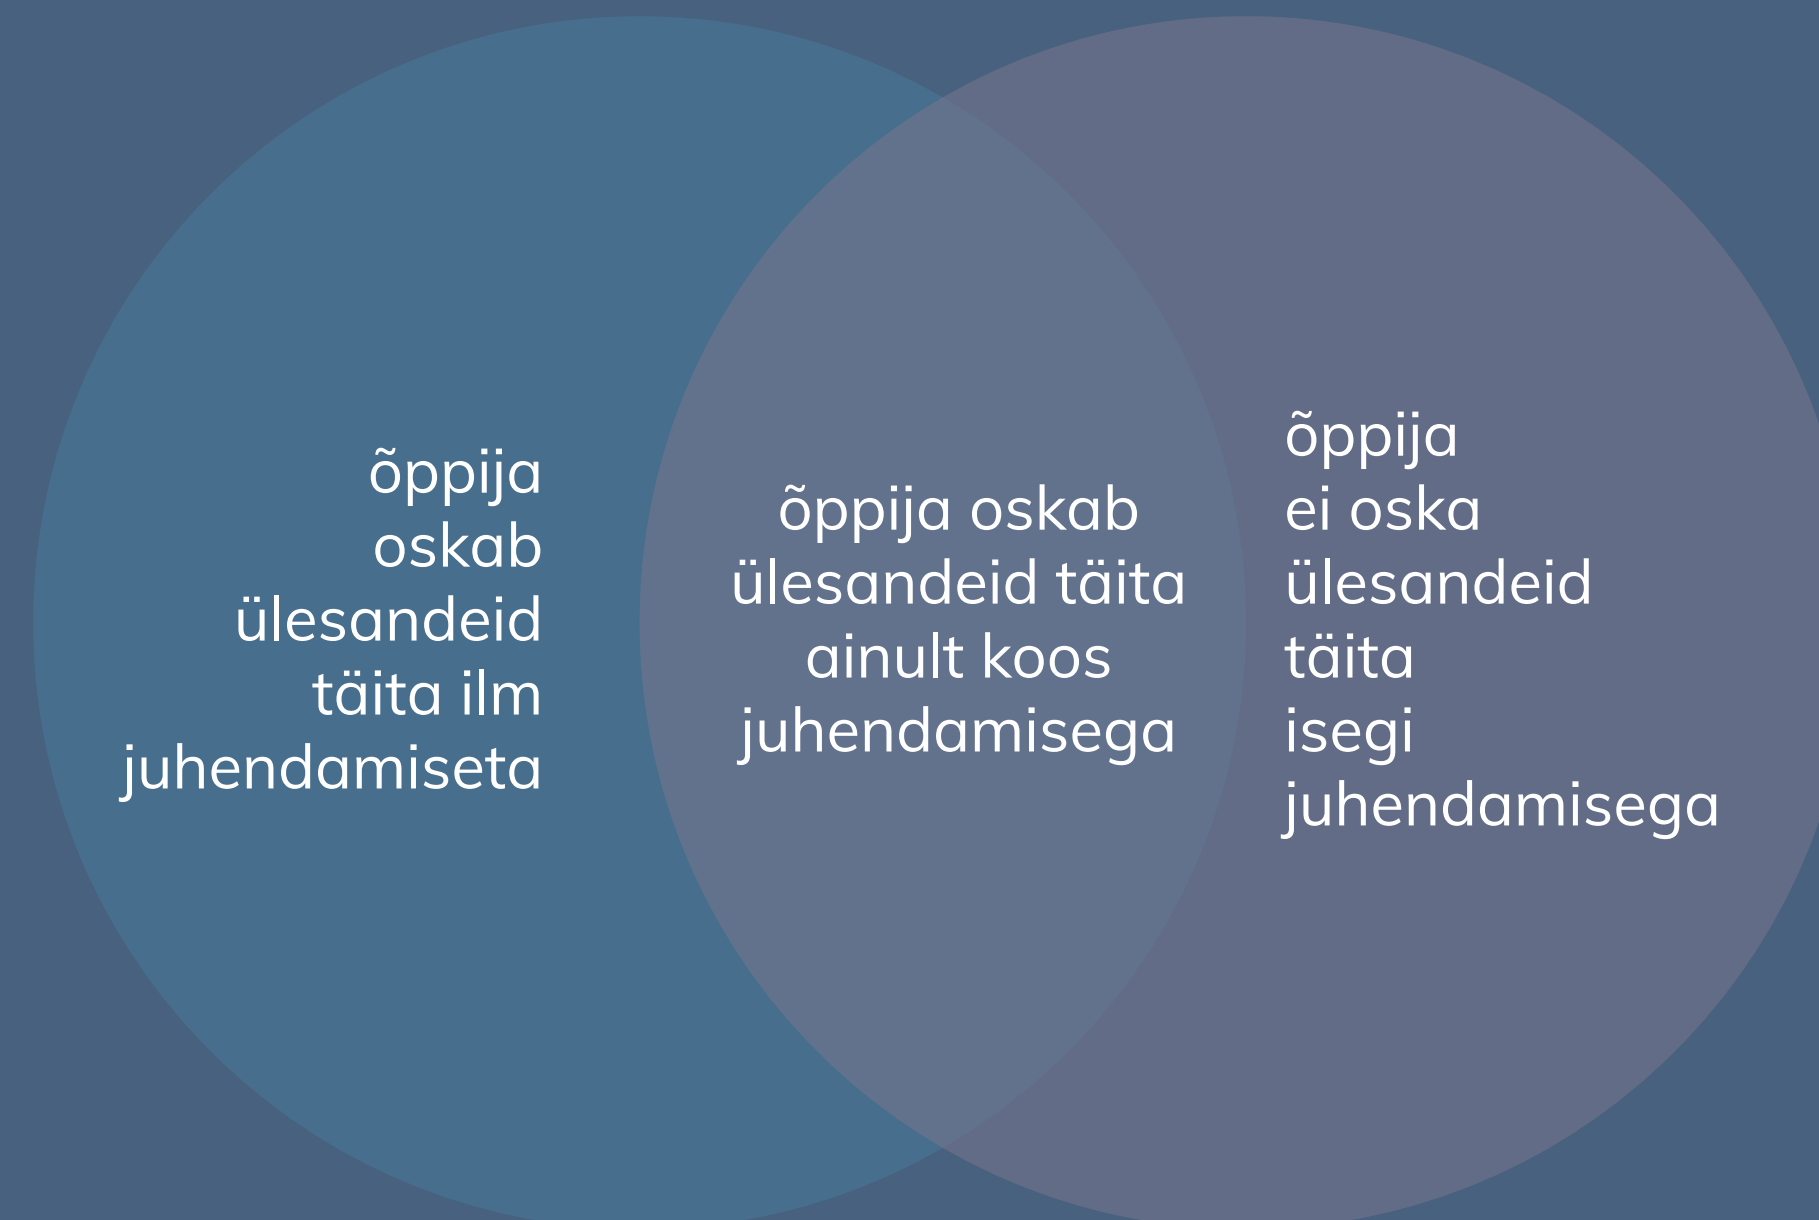 õppija
oskab
ülesandeid
täita ilm
juhendamiseta
õppija oskab
ülesandeid täita
ainult koos
juhendamisega
õppija
ei oska
ülesandeid
täita
isegi
juhendamisega